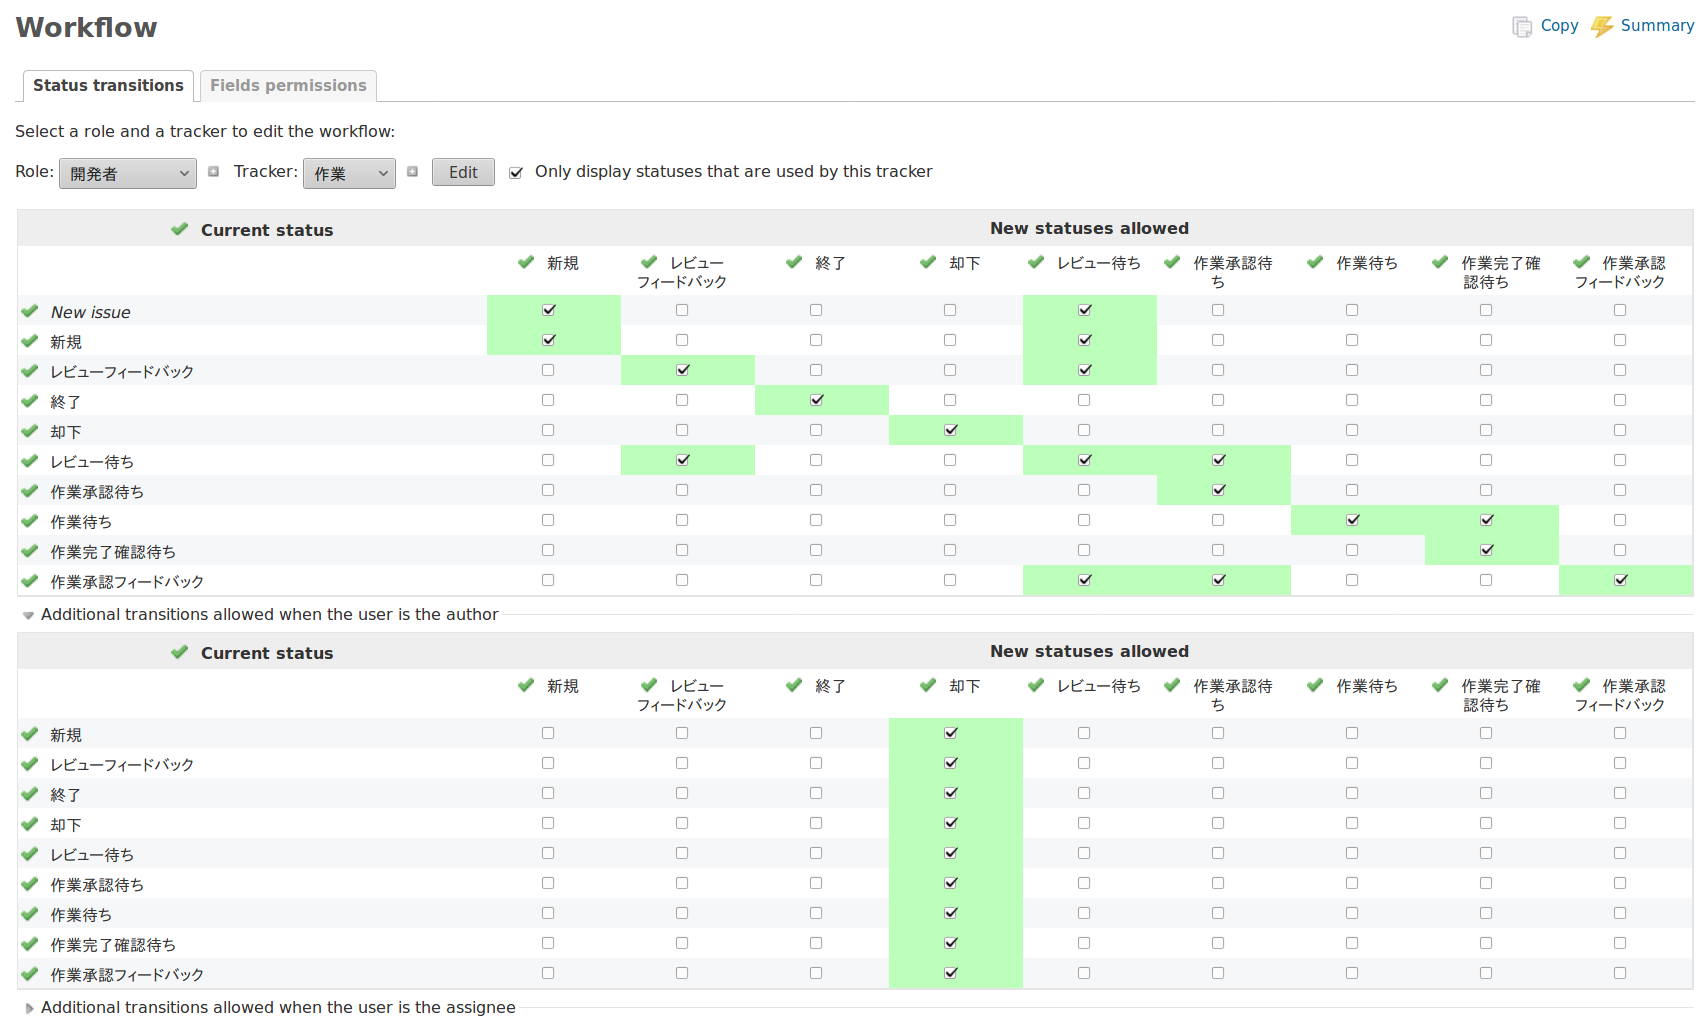 Workflow
Copy Summary
Status transitions Fields permissions
Select a role and a tracker to edit the workflow:
Role: 開発者 Tracker: 作業 Edit Only display statuses that are used by this tracker
Current status New statuses allowed
新規 レビュー 終了 却下 レビュー待ち 作業承認待 作業待ち 作業完了確 作業承認
フィードバック ち 認待ち フィードバック
New issue
新規
レビューフィードバック
終了
却下
レビュー待ち
作業承認待ち
作業待ち
作業完了確認待ち
作業承認フィードバック
Additional transitions allowed when the user is the author
Current status New statuses allowed
新規 レビュー 終了 却下 レビュー待ち 作業承認待 作業待ち 作業完了確 作業承認
フィードバック ち 認待ち フィードバック
新規
レビューフィードバック
終了
却下
レビュー待ち
作業承認待ち
作業待ち
作業完了確認待ち
作業承認フィードバック
Additional transitions allowed when the user is the assignee